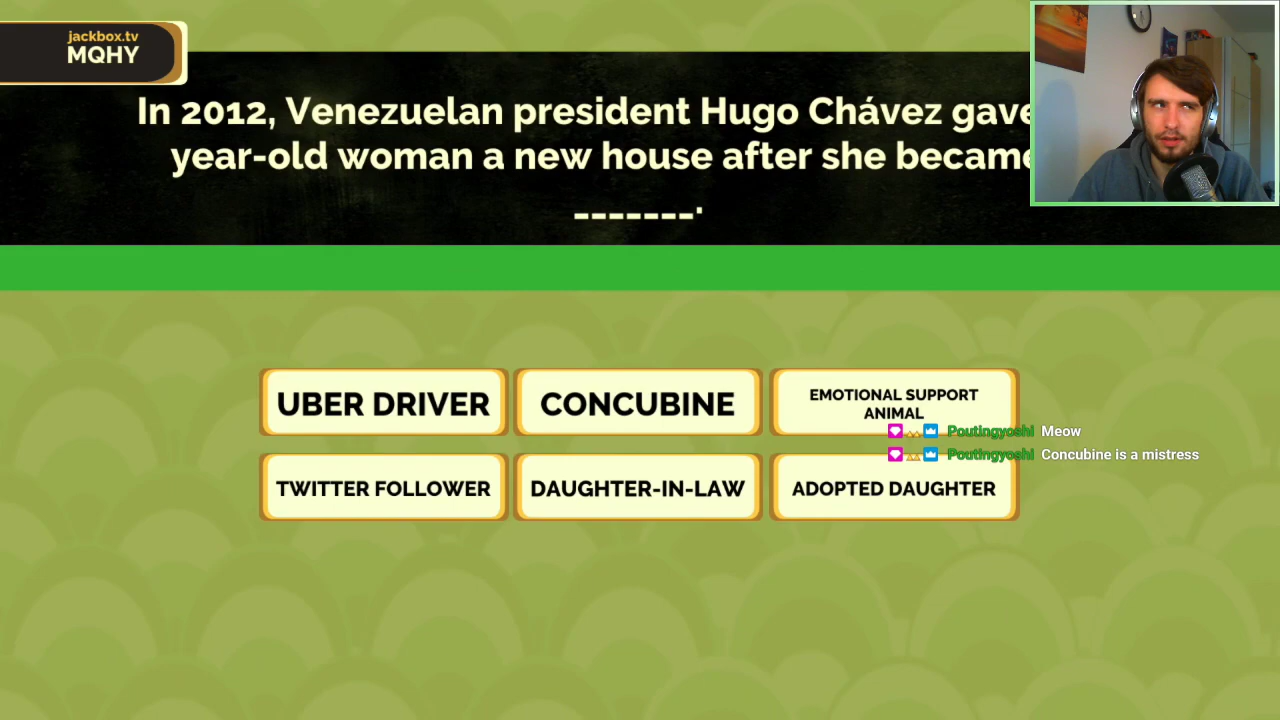 jackbox.tv
MQHY
In 2012, Venezuelan president Hugo Chávez gave
year-old woman a new house after she became
_______.
UBER DRIVER
CONCUBINE
EMOTIONAL SUPPORT
ANIMAL
Poutingyoshi Meow
Poutingyoshi Concubine is a mistress
TWITTER FOLLOWER
DAUGHTER-IN-LAW
ADOPTED DAUGHTER